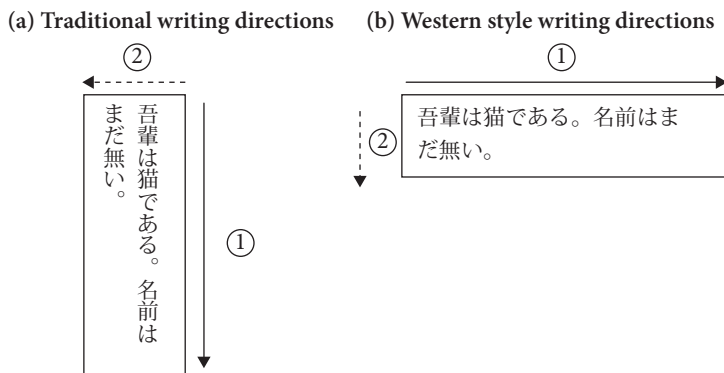 (a) Traditional writing directions
②
吾輩は猫である。名前は
まだ無い。
①
(b) Western style writing directions
①
吾輩は猫である。名前はま
だ無い。
②